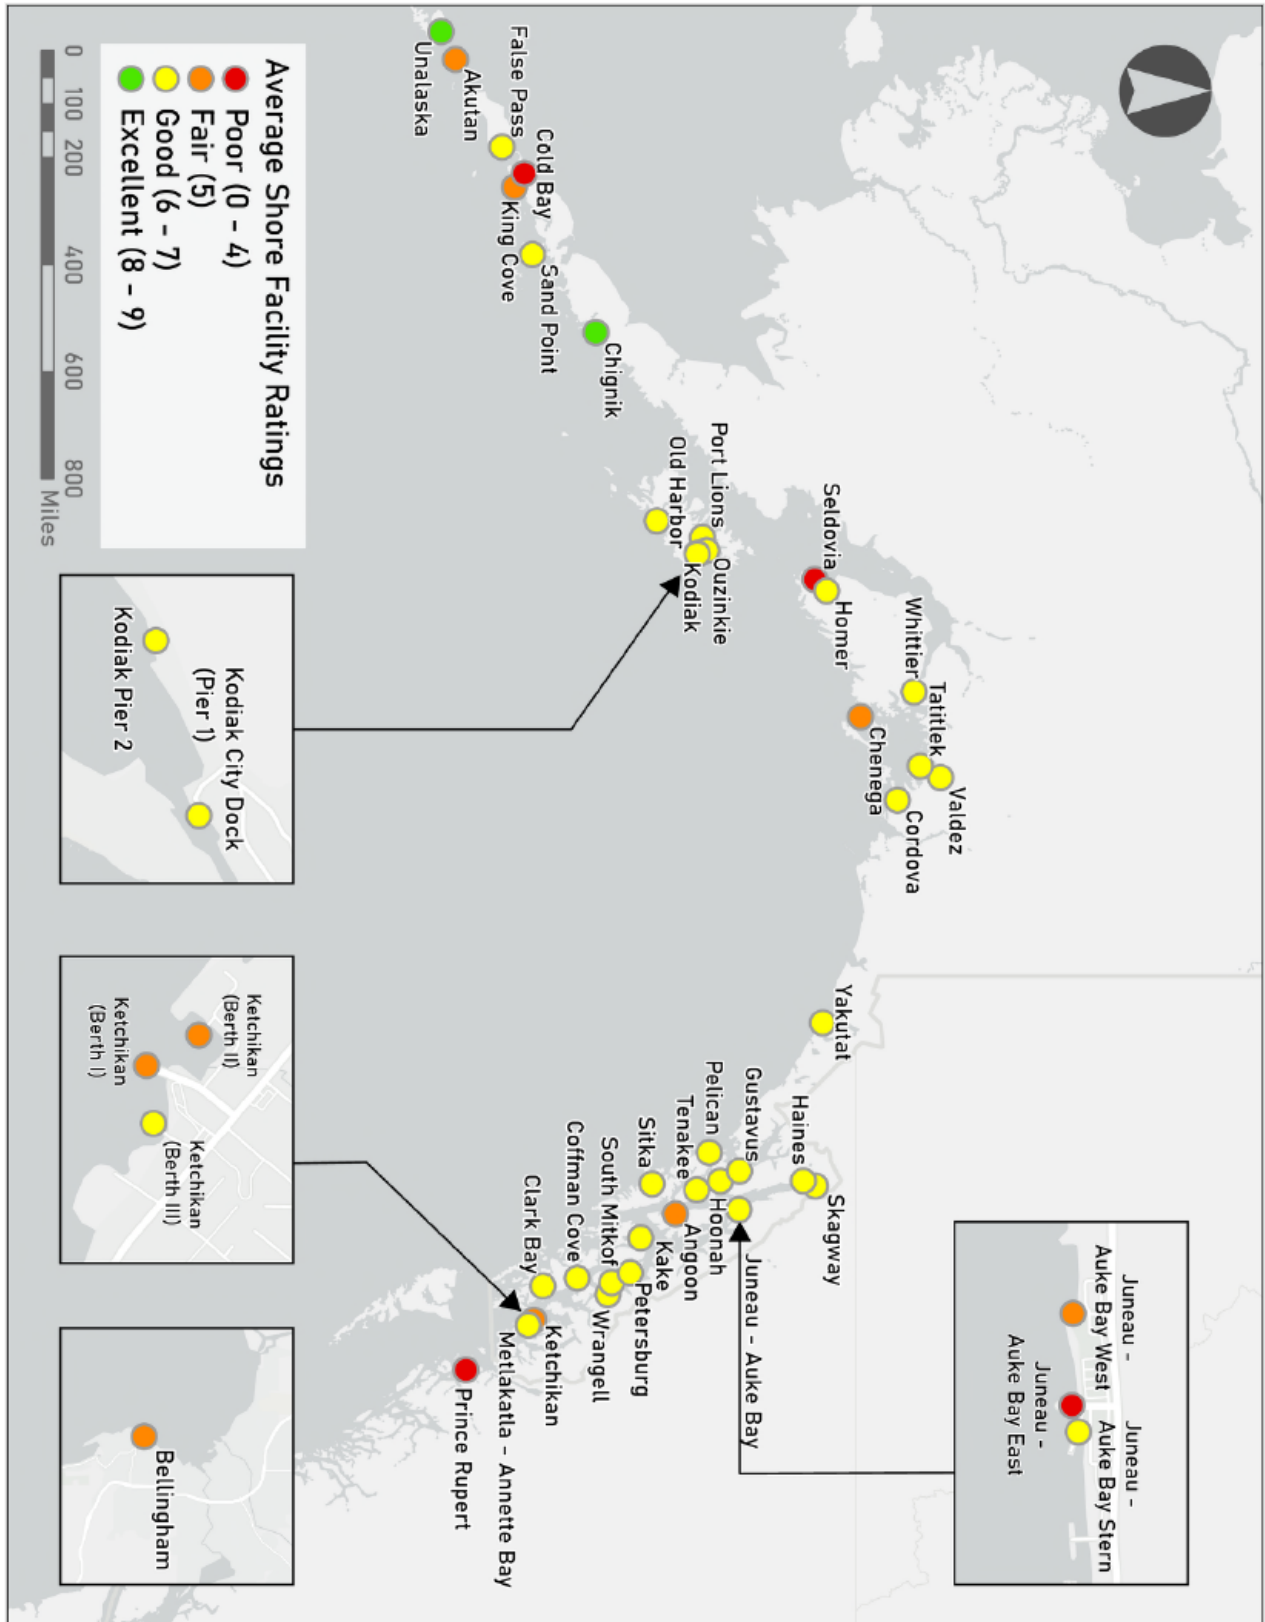 Juneau -
Auke Bay West
Juneau -
Auke Bay Stern
Juneau -
Auke Bay East
Valdez
Tatitlek
Whittier
Cordova
Chenega
Seldovia
Homer
Yakutat
Haines
Skagway
Gustavus
Juneau - Auke Bay
Pelican
Hoonah
Tenakee
Angoon
Sitka
Kake
Petersburg
South Mitkof
Wrangell
Coffman Cove
Clark Bay
Ketchikan
Metlakatla - Annette Bay
Prince Rupert
Port Lions
Ouzinkie
Old Harbor
Kodiak
Chignik
Sand Point
Cold Bay
King Cove
False Pass
Akutan
Unalaska
Average Shore Facility Ratings
Poor (0 - 4)
Fair (5)
Good (6 - 7)
Excellent (8 - 9)
0 100 200 400 600 800
Miles
Kodiak City Dock
(Pier 1)
Kodiak Pier 2
Ketchikan
(Berth II)
Ketchikan
(Berth III)
Ketchikan
(Berth I)
Bellingham